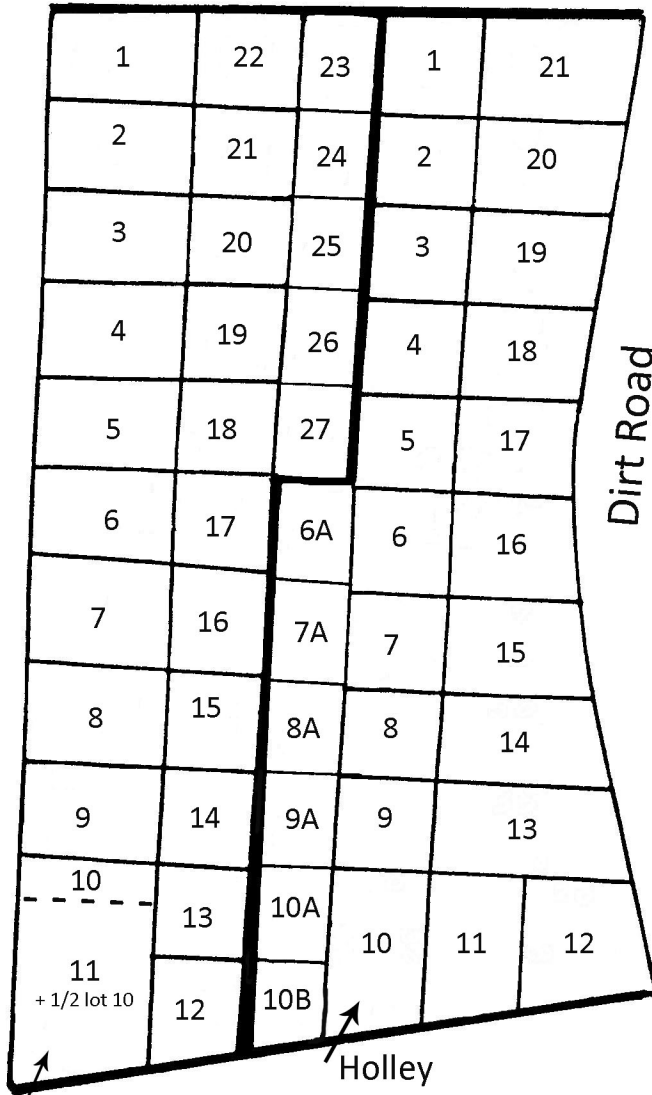 1 22 23 1 21
2 21 24 2 20
3 20 25 3 19
4 19 26 4 18
5 18 27 5 17
6 17 6A 6 16
7 16 7A 7 15
8 15 8A 8 14
9 14 9A 9 13
10 13 10A 10 11 12
11
+ 1/2 lot 10
12 10B
Holley
Dirt Road